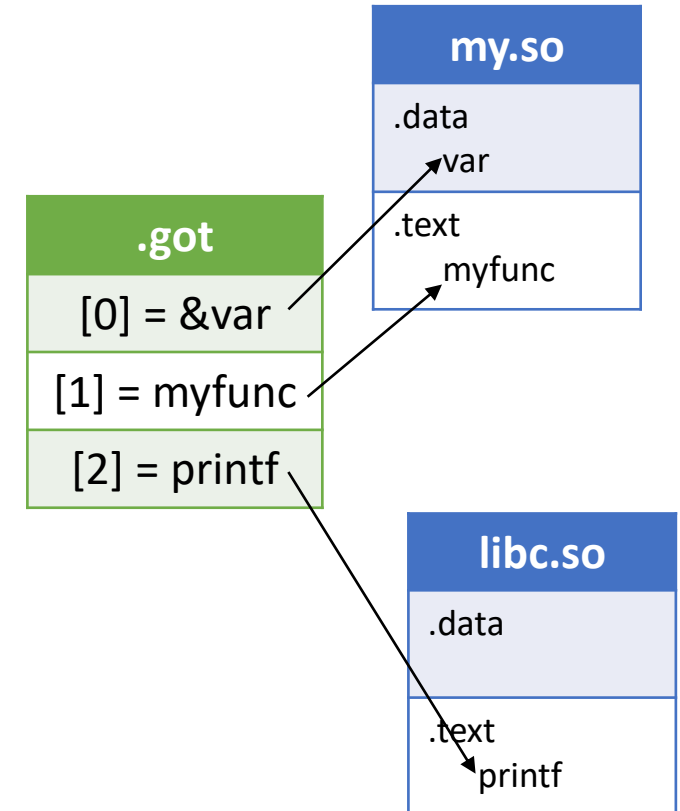 my.so
.data
var
.text
myfunc
.got
[0] = &var
[1] = myfunc
[2] = printf
libc.so
.data
.text
printf